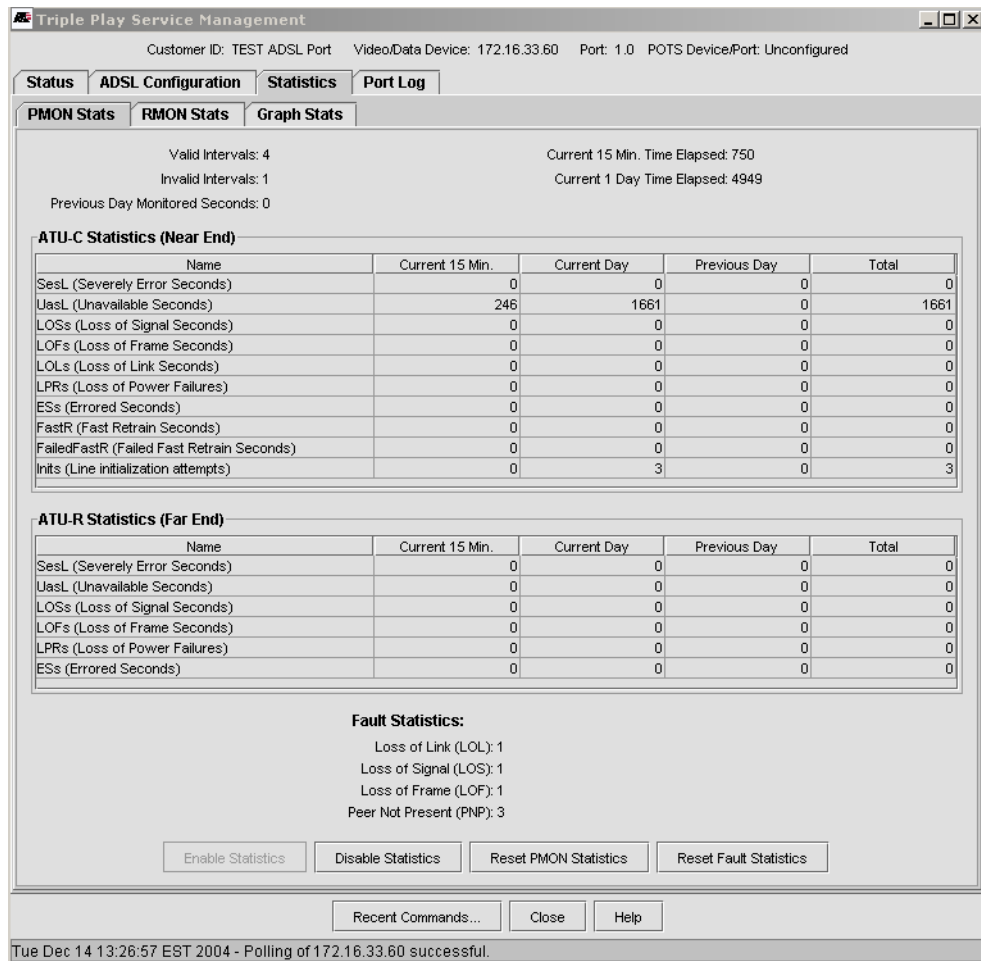 Triple Play Service Management
Customer ID: TEST ADSL Port Video/Data Device: 172.16.33.60 Port: 1.0 POTS Device/Port: Unconfigured
Status ADSL Configuration Statistics Port Log
PMON Stats RMON Stats Graph Stats
Valid Intervals: 4 Current 15 Min. Time Elapsed: 750
Invalid Intervals: 1 Current 1 Day Time Elapsed: 4949
Previous Day Monitored Seconds: 0
ATU-C Statistics (Near End)
Name Current 15 Min. Current Day Previous Day Total
SesL (Severely Error Seconds) 0 0 0 0
UasL (Unavailable Seconds) 246 1661 0 1661
LOSs (Loss of Signal Seconds) 0 0 0 0
LOFs (Loss of Frame Seconds) 0 0 0 0
LOLs (Loss of Link Seconds) 0 0 0 0
LPRs (Loss of Power Failures) 0 0 0 0
ESs (Errored Seconds) 0 0 0 0
FastR (Fast Retrain Seconds) 0 0 0 0
FailedFastR (Failed Fast Retrain Seconds) 0 0 0 0
Inits (Line initialization attempts) 0 3 0 3
ATU-R Statistics (Far End)
Name Current 15 Min. Current Day Previous Day Total
SesL (Severely Error Seconds) 0 0 0 0
UasL (Unavailable Seconds) 0 0 0 0
LOSs (Loss of Signal Seconds) 0 0 0 0
LOFs (Loss of Frame Seconds) 0 0 0 0
LPRs (Loss of Power Failures) 0 0 0 0
ESs (Errored Seconds) 0 0 0 0
Fault Statistics:
Loss of Link (LOL): 1
Loss of Signal (LOS): 1
Loss of Frame (LOF): 1
Peer Not Present (PNP): 3
Enable Statistics Disable Statistics Reset PMON Statistics Reset Fault Statistics
Recent Commands... Close Help
Tue Dec 14 13:26:57 EST 2004 - Polling of 172.16.33.60 successful.